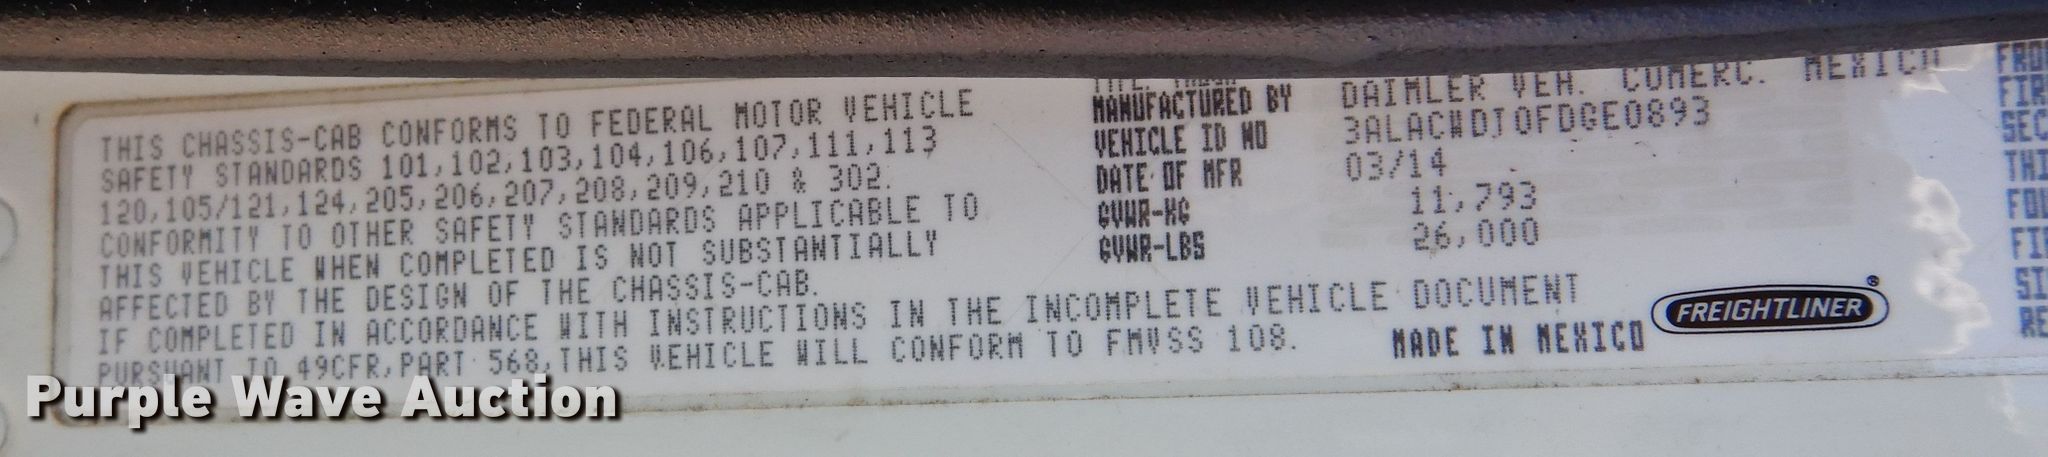 THIS CHASSIS-CAB CONFORMS TO FEDERAL MOTOR VEHICLE
SAFETY STANDARDS 101,102,103,104,106,107,111,113
120,105/121,124,205,206,207,208,209,210 & 302.
CONFORMITY TO OTHER SAFETY STANDARDS APPLICABLE TO
THIS VEHICLE WHEN COMPLETED IS NOT SUBSTANTIALLY
AFFECTED BY THE DESIGN OF THE CHASSIS-CAB.
IF COMPLETED IN ACCORDANCE WITH INSTRUCTIONS IN THE INCOMPLETE VEHICLE DOCUMENT
PURSUANT TO 49CFR,PART 568,THIS VEHICLE WILL CONFORM TO FMVSS 108.
MANUFACTURED BY DAIMLER VEH. COMERC. MEXICO
VEHICLE ID NO 3ALACWDT0FDGE0893
DATE OF MFR 03/14
GVWR-KG 11,793
GVWR-LBS 26,000
MADE IN MEXICO
FREIGHTLINER®
Purple Wave Auction